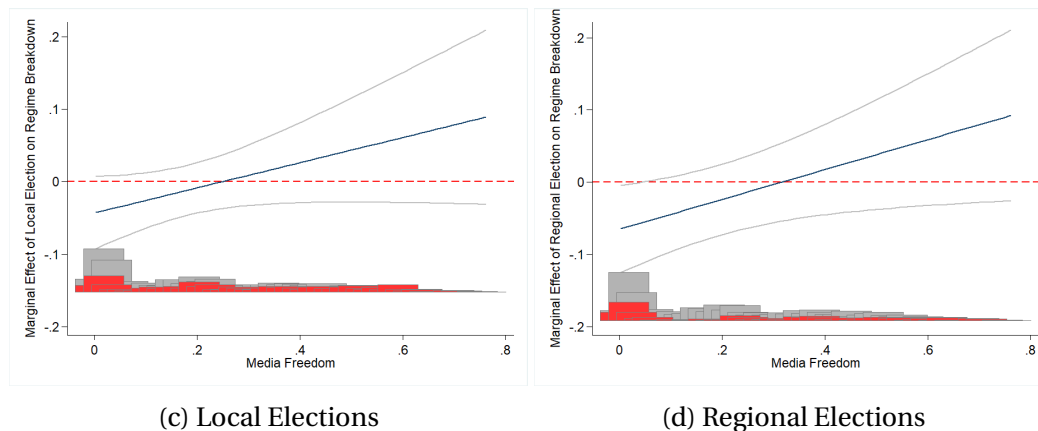 Marginal Effect of Local Election on Regime Breakdown
.2
.1
0
-.1
-.2
0 .2 .4 .6 .8
Media Freedom
(c) Local Elections
Marginal Effect of Regional Election on Regime Breakdown
.2
.1
0
-.1
-.2
0 .2 .4 .6 .8
Media Freedom
(d) Regional Elections